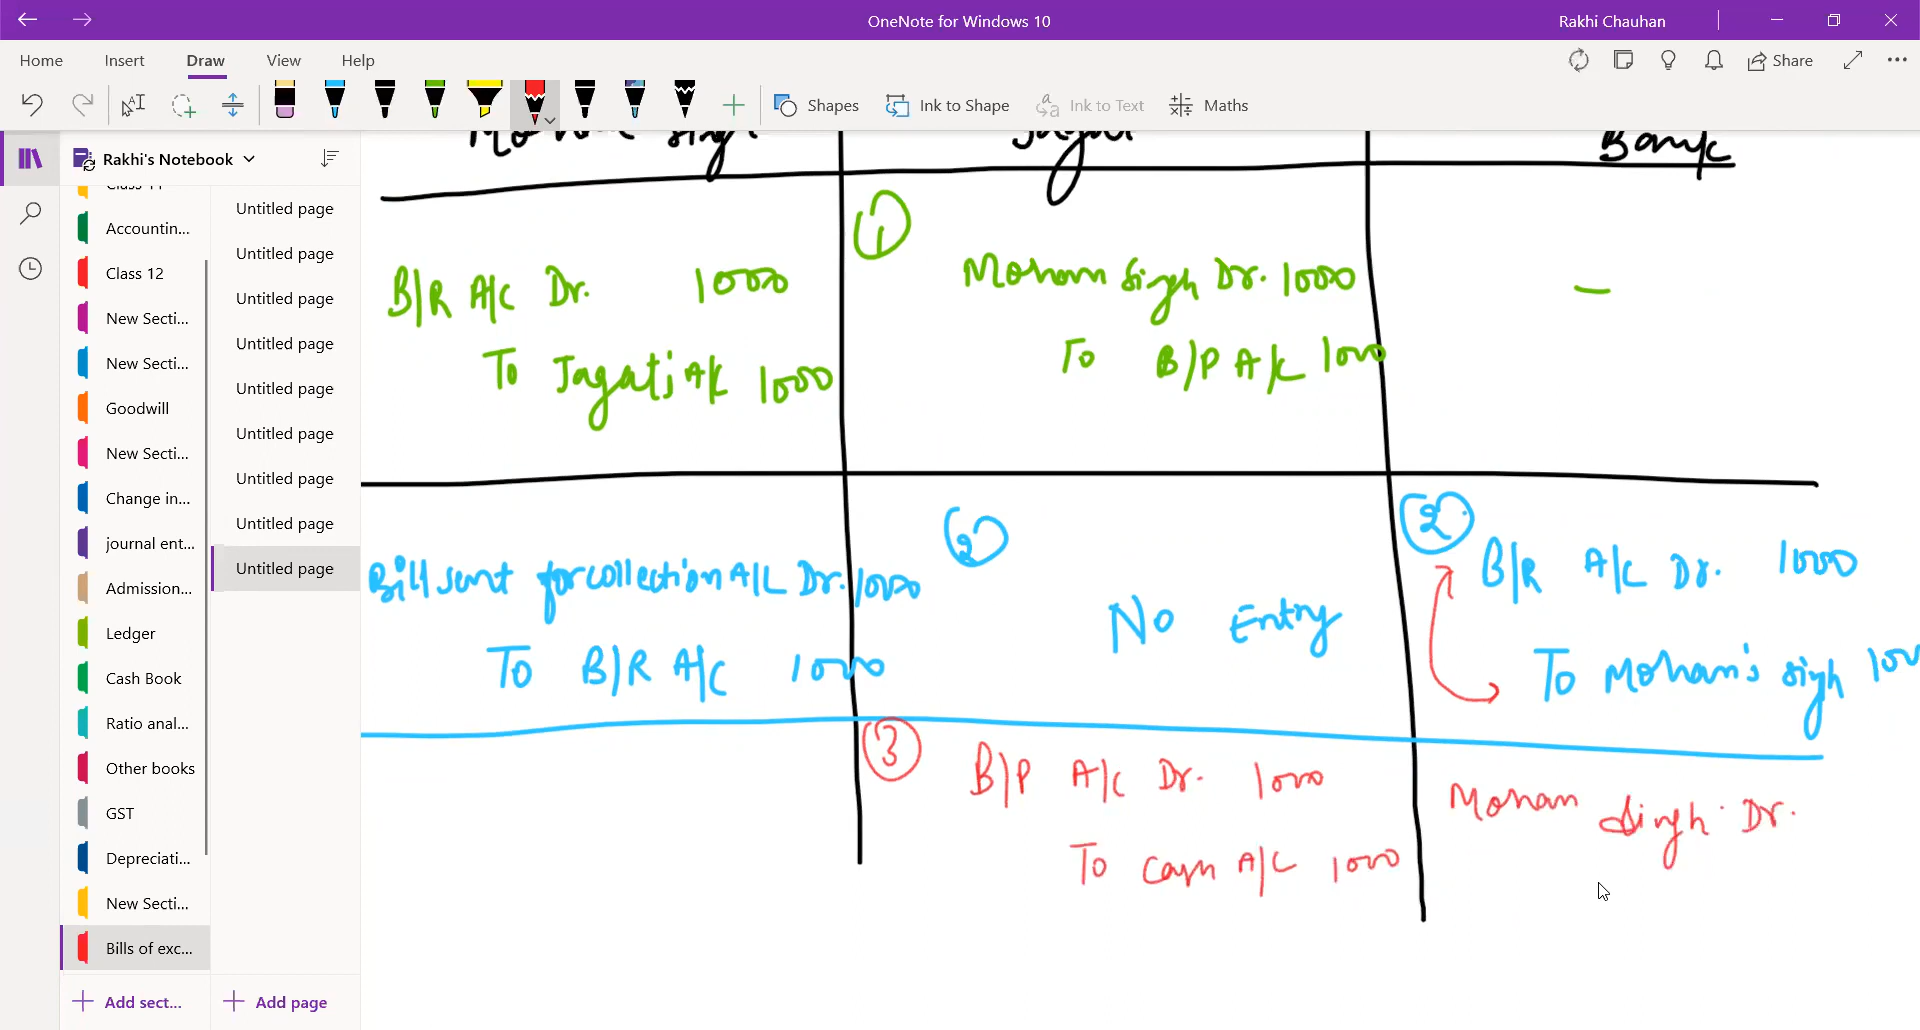 OneNote for Windows 10
Rakhi Chauhan
Home Insert Draw View Help
Share
Shapes Ink to Shape Ink to Text Maths
Rakhi's Notebook
Accountin...
Class 12
New Secti...
New Secti...
Goodwill
New Secti...
Change in...
journal ent...
Admission...
Ledger
Cash Book
Ratio anal...
Other books
GST
Depreciati...
New Secti...
Bills of exc...
Add sect...
Untitled page
Untitled page
Untitled page
Untitled page
Untitled page
Untitled page
Untitled page
Untitled page
Untitled page
Add page
Bank
B/R A/C Dr. 1000
To Jagat's A/c 1000
1
Mohan Singh Dr. 1000
To B/P A/c 1000
-
Bill sent for collection A/c Dr. 1000
To B/R A/C 1000
2
No Entry
2
B/R A/C Dr. 1000
To Mohan's singh 100
3
B/P A/C Dr. 1000
To Cash A/C 1000
Mohan Singh Dr.